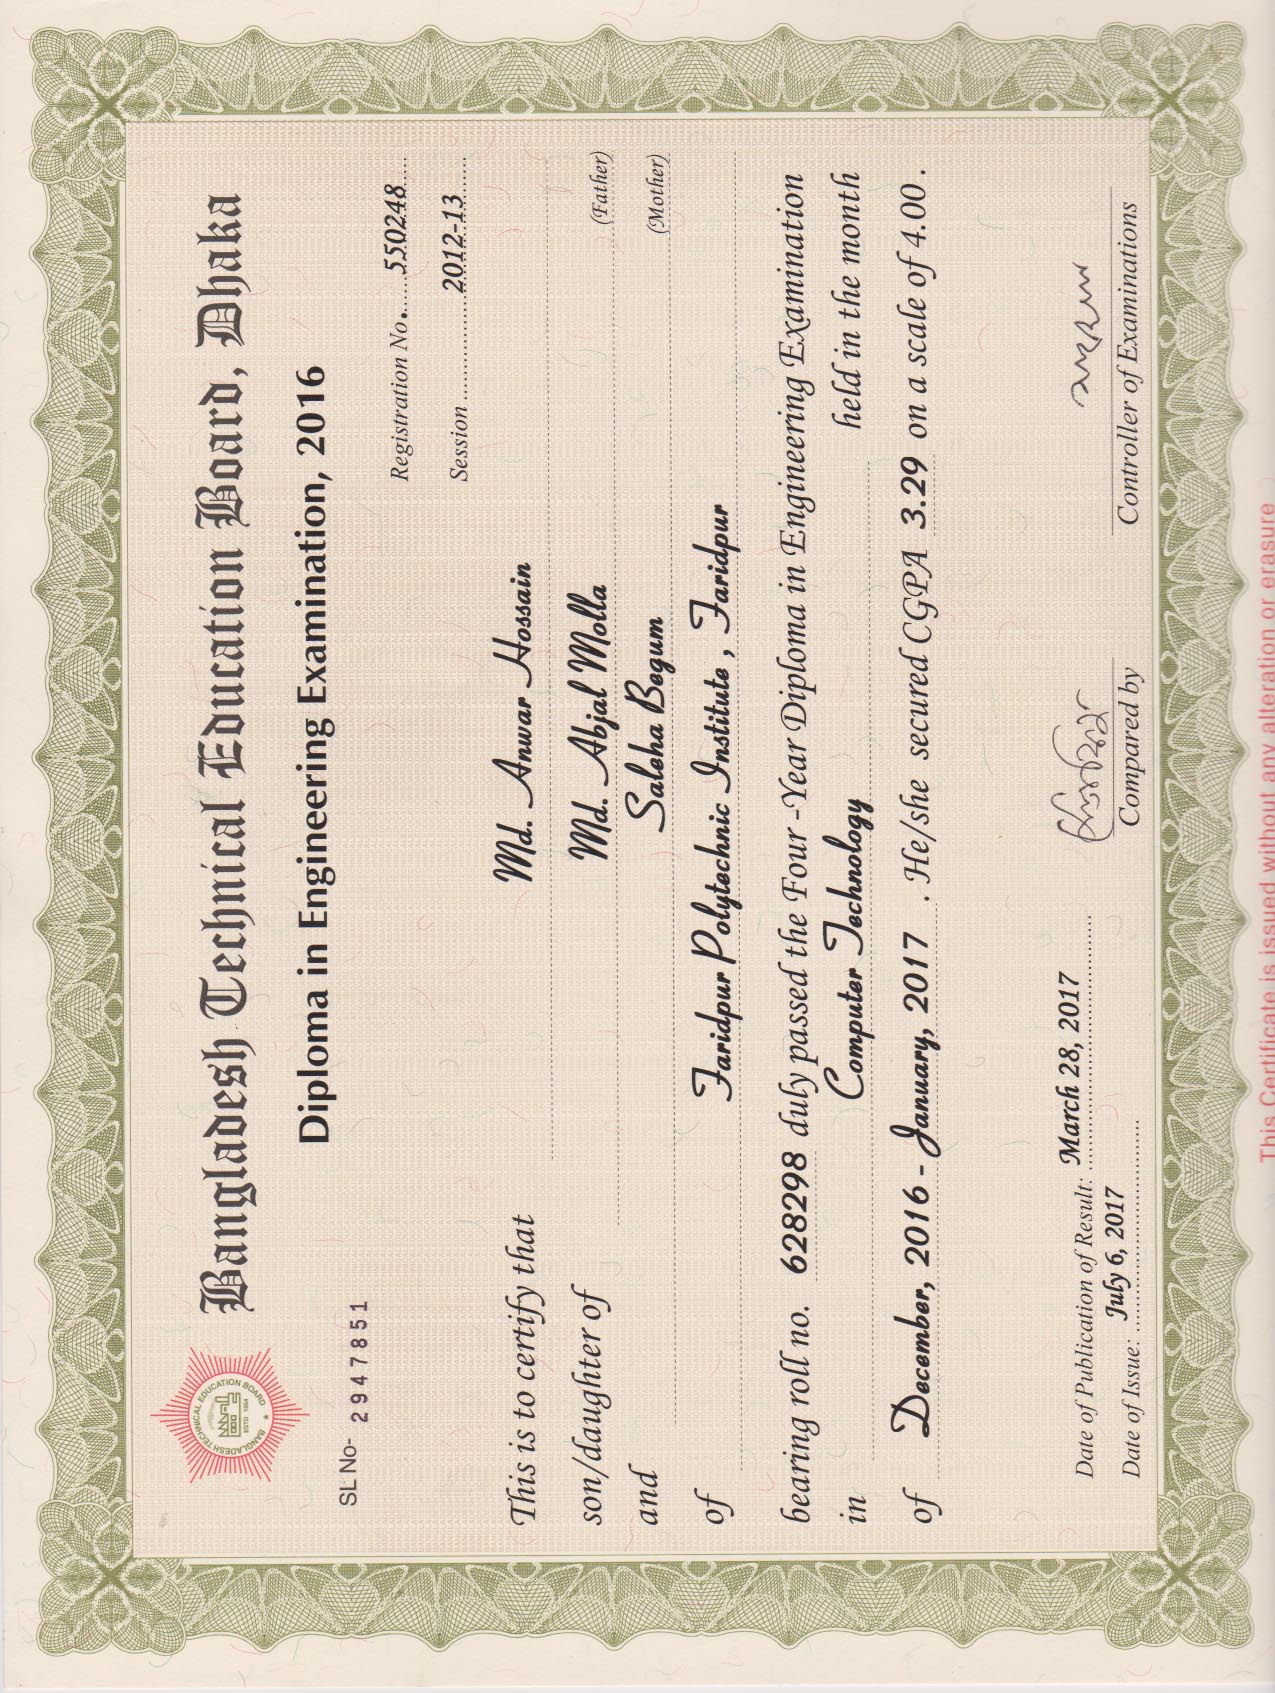 Bangladesh Technical Education Board, Dhaka
BANGLADESH TECHNICAL EDUCATION BOARD
Diploma in Engineering Examination, 2016
SL No- 2947851
Registration No. 550248
Session 2012-13
This is to certify that Md. Anwar Hossain
son/daughter of Md. Abjal Molla (Father)
and Saleha Begum (Mother)
of Faridpur Polytechnic Institute , Faridpur
bearing roll no. 628298 duly passed the Four -Year Diploma in Engineering Examination
in Computer Technology held in the month
of December, 2016 - January, 2017 . He/she secured CGPA 3.29 on a scale of 4.00 .
Date of Publication of Result: March 28, 2017
Date of Issue: July 6, 2017
Compared by
Controller of Examinations
This Certificate is issued without any alteration or erasure